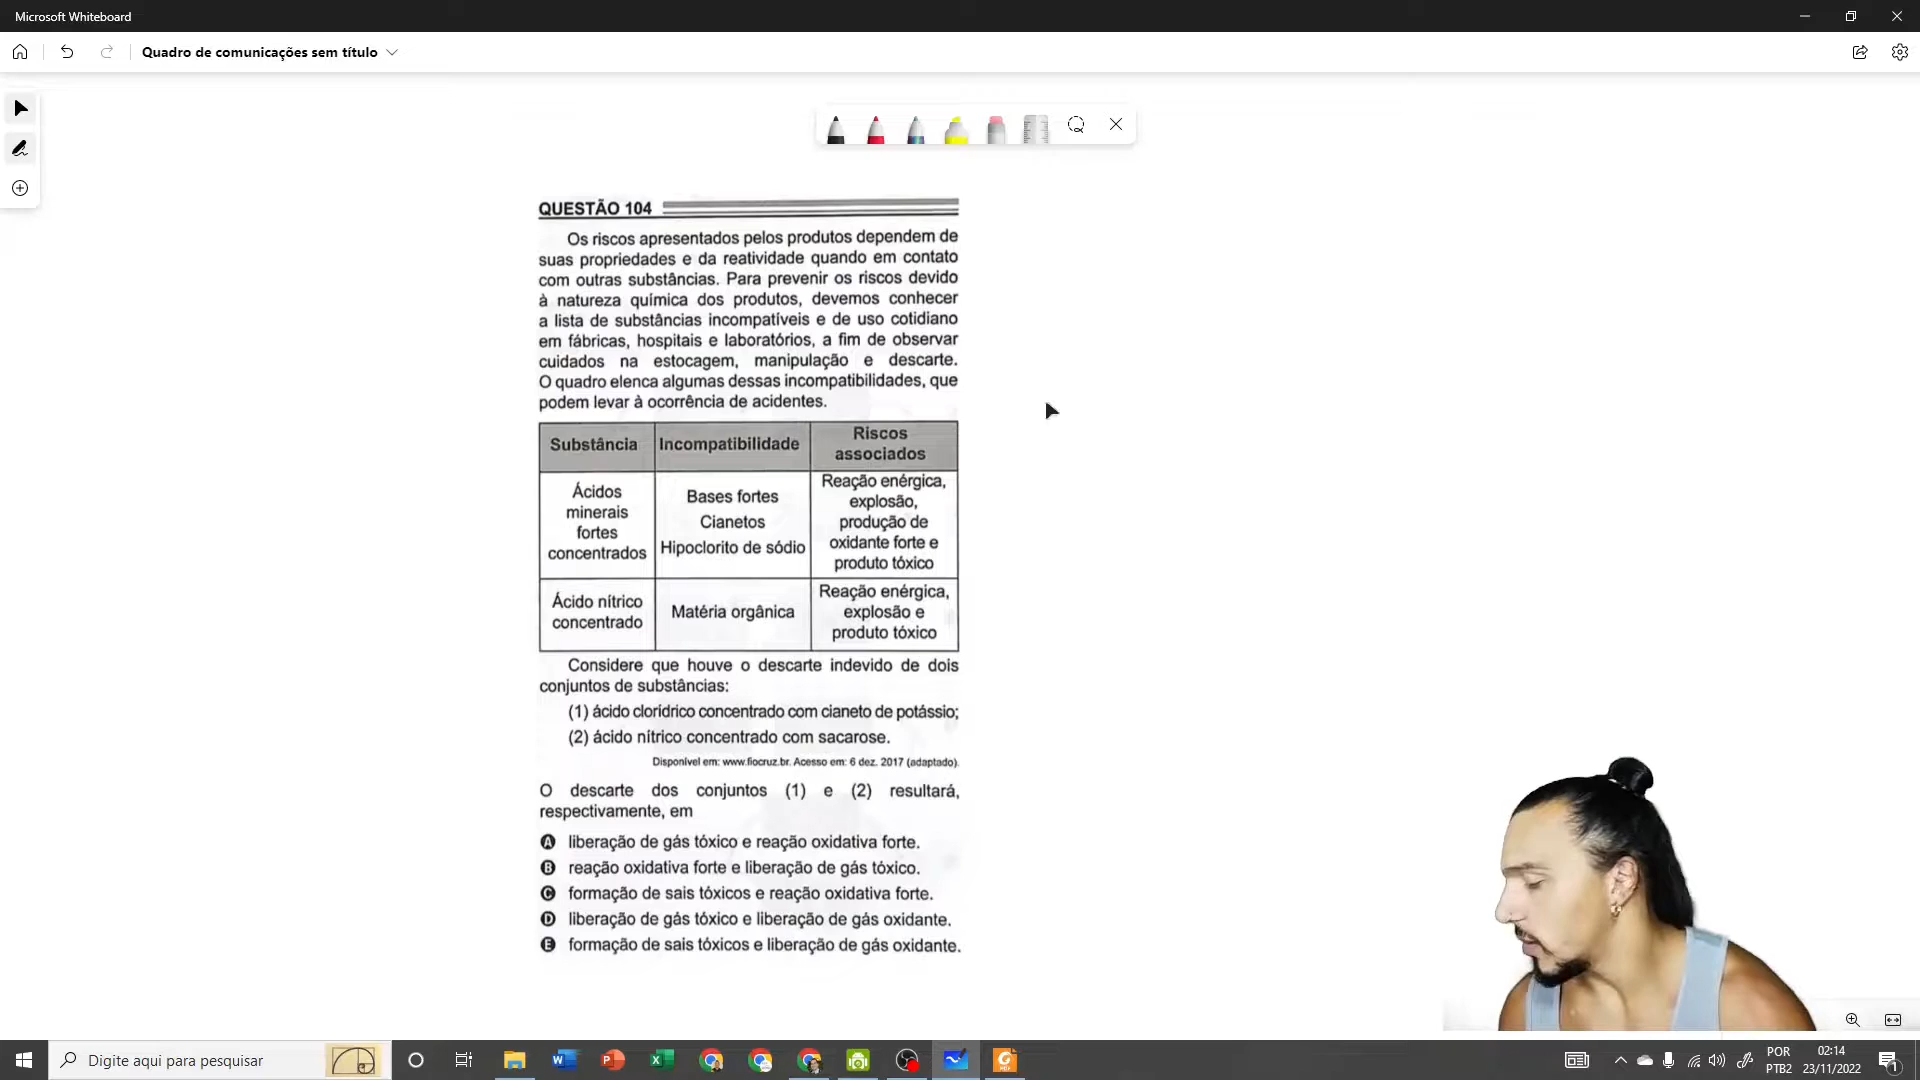 Microsoft Whiteboard
Quadro de comunicações sem título
QUESTÃO 104
Os riscos apresentados pelos produtos dependem de
suas propriedades e da reatividade quando em contato
com outras substâncias. Para prevenir os riscos devido
à natureza química dos produtos, devemos conhecer
a lista de substâncias incompatíveis e de uso cotidiano
em fábricas, hospitais e laboratórios, a fim de observar
cuidados na estocagem, manipulação e descarte.
O quadro elenca algumas dessas incompatibilidades, que
podem levar à ocorrência de acidentes.
Substância
Incompatibilidade
Riscos
associados
Ácidos
minerais
fortes
concentrados
Bases fortes
Cianetos
Hipoclorito de sódio
Reação enérgica,
explosão,
produção de
oxidante forte e
produto tóxico
Ácido nítrico
concentrado
Matéria orgânica
Reação enérgica,
explosão e
produto tóxico
Considere que houve o descarte indevido de dois
conjuntos de substâncias:
(1) ácido clorídrico concentrado com cianeto de potássio;
(2) ácido nítrico concentrado com sacarose.
Disponível em: www.fiocruz.br. Acesso em: 6 dez. 2017 (adaptado).
O descarte dos conjuntos (1) e (2) resultará,
respectivamente, em
A liberação de gás tóxico e reação oxidativa forte.
B reação oxidativa forte e liberação de gás tóxico.
C formação de sais tóxicos e reação oxidativa forte.
D liberação de gás tóxico e liberação de gás oxidante.
E formação de sais tóxicos e liberação de gás oxidante.
Digite aqui para pesquisar
POR
PTB2
02:14
23/11/2022
1